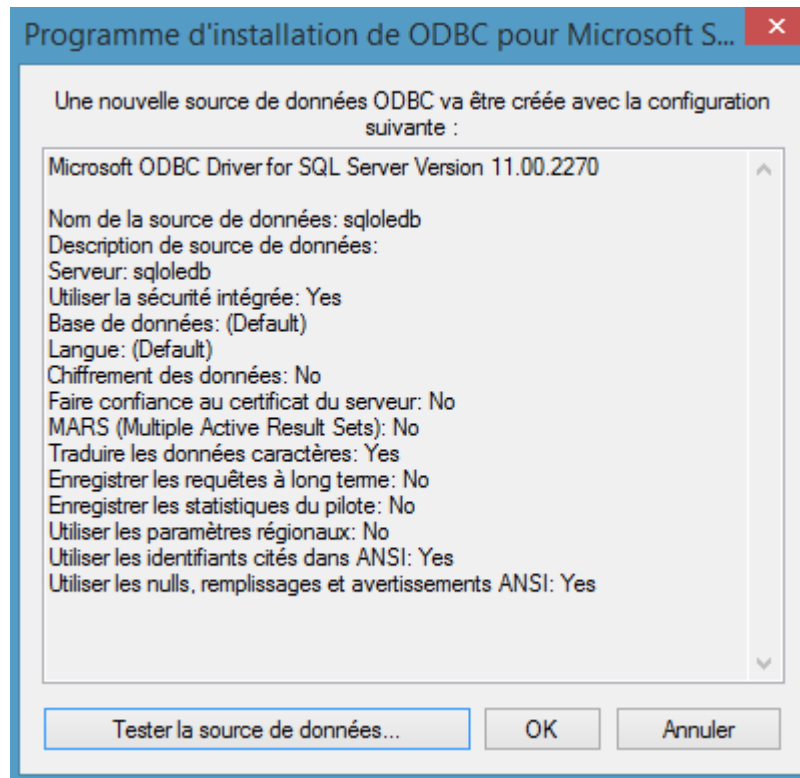 Programme d'installation de ODBC pour Microsoft S...
Une nouvelle source de données ODBC va être créée avec la configuration
suivante :
Microsoft ODBC Driver for SQL Server Version 11.00.2270
Nom de la source de données: sqloledb
Description de source de données:
Serveur: sqloledb
Utiliser la sécurité intégrée: Yes
Base de données: (Default)
Langue: (Default)
Chiffrement des données: No
Faire confiance au certificat du serveur: No
MARS (Multiple Active Result Sets): No
Traduire les données caractères: Yes
Enregistrer les requêtes à long terme: No
Enregistrer les statistiques du pilote: No
Utiliser les paramètres régionaux: No
Utiliser les identifiants cités dans ANSI: Yes
Utiliser les nulls, remplissages et avertissements ANSI: Yes
Tester la source de données... OK Annuler